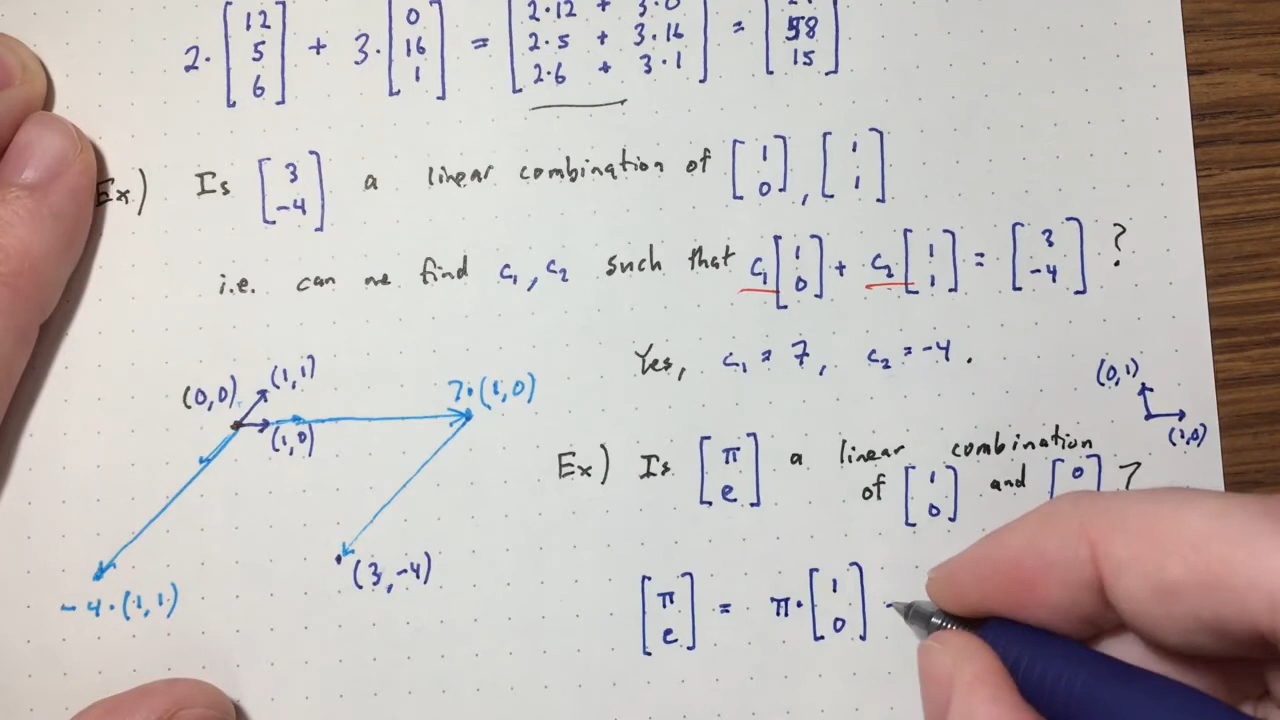 2· [12 5 6] + 3· [0 16 1] = [2·12 + 3·0 2·5 + 3·16 2·6 + 3·1] = [58 15]
Ex) Is [3 -4] a linear combination of [1 0], [1 1]
i.e. can we find c₁, c₂ such that c₁[1 0] + c₂[1 1] = [3 -4] ?
Yes, c₁ = 7, c₂ = -4.
(0,0)
(1,1)
(1,0)
7·(1,0)
-4·(1,1)
(3,-4)
(0,1)
(1,0)
Ex) Is [π e] a linear combination
of [1 0] and [0 ?
[π e] = π· [1 0]